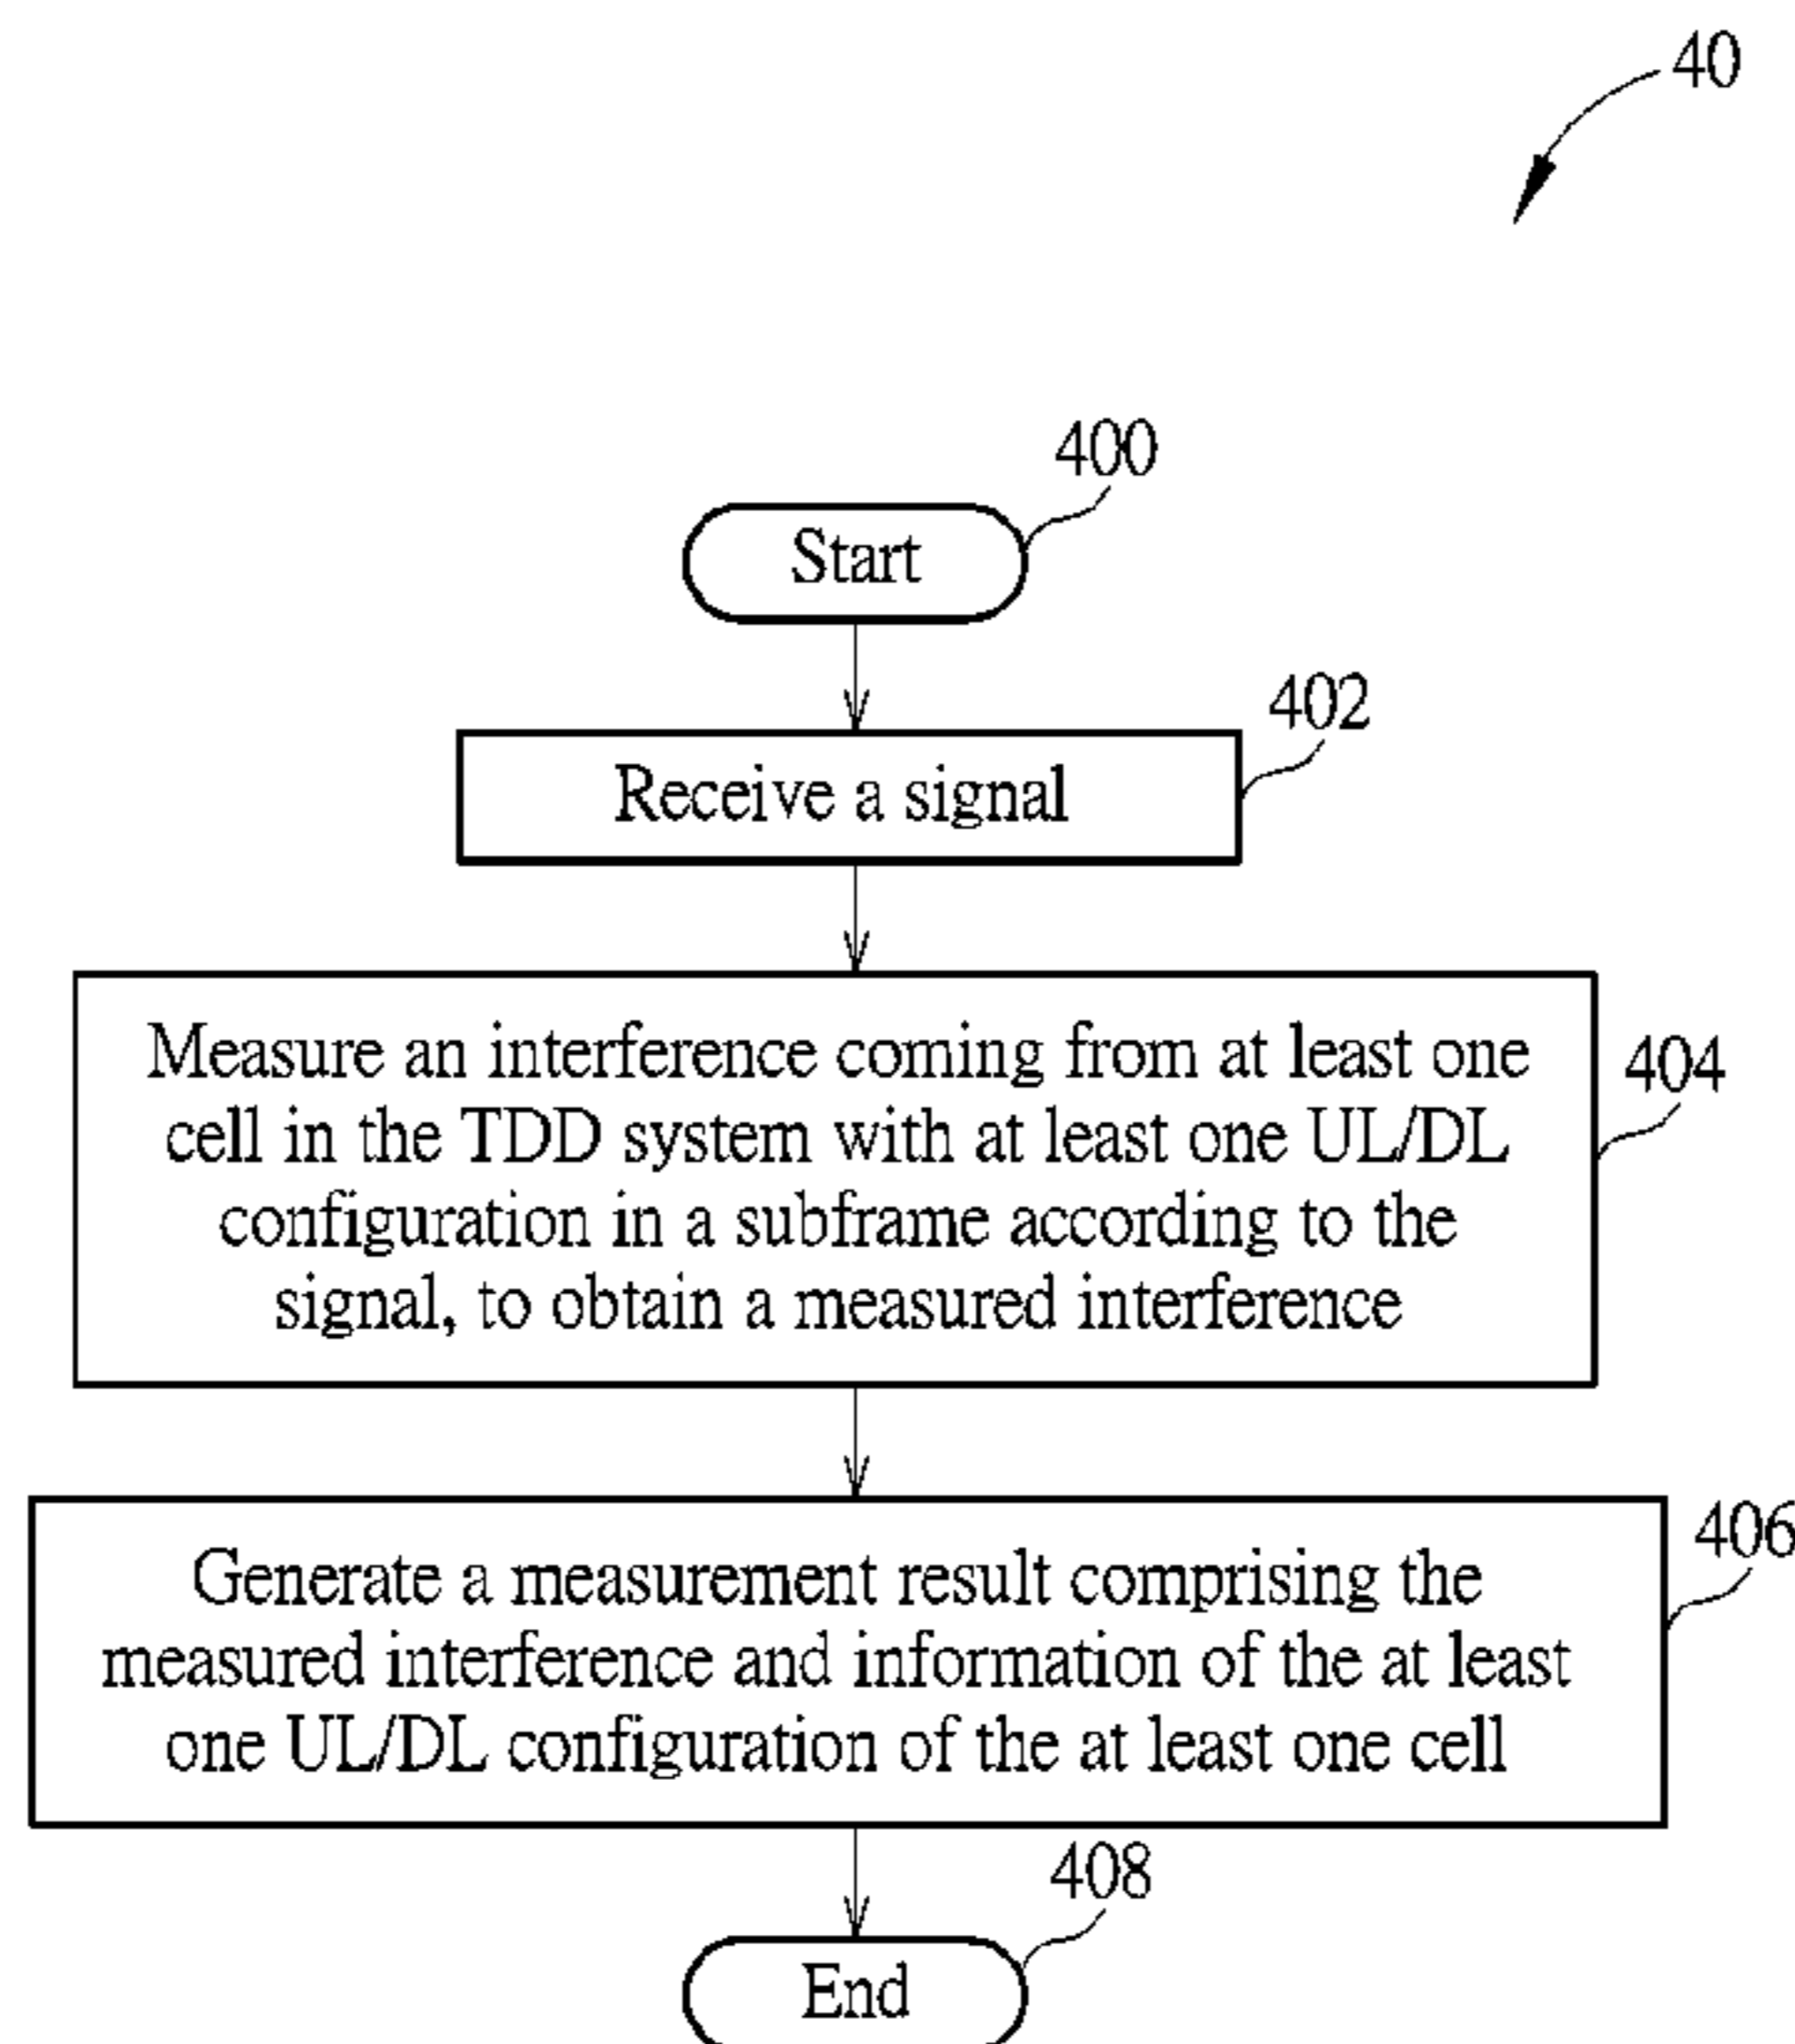 40
400
Start
402
Receive a signal
Measure an interference coming from at least one
404
cell in the TDD system with at least one UL/DL
configuration in a subframe according to the
signal, to obtain a measured interference
406
Generate a measurement result comprising the
measured interference and information of the at least
one UL/DL configuration of the at least one cell
408
End